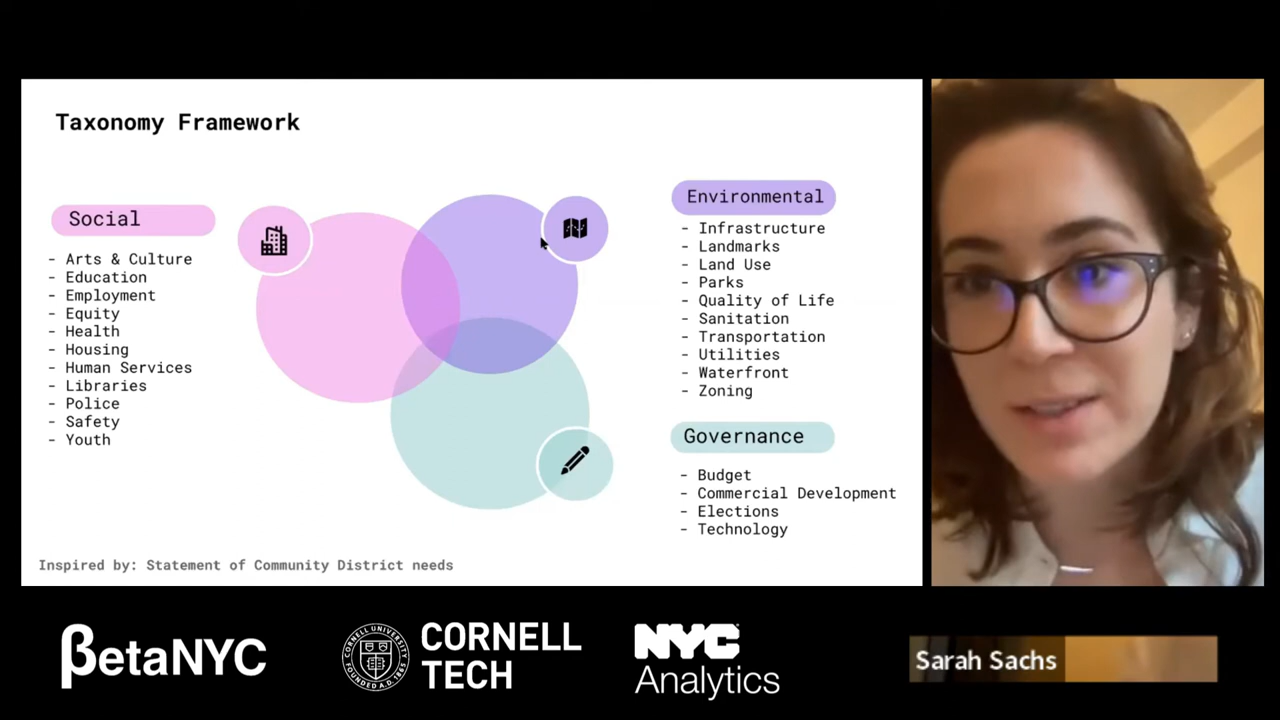 Taxonomy Framework
Social
- Arts & Culture
- Education
- Employment
- Equity
- Health
- Housing
- Human Services
- Libraries
- Police
- Safety
- Youth
Environmental
- Infrastructure
- Landmarks
- Land Use
- Parks
- Quality of Life
- Sanitation
- Transportation
- Utilities
- Waterfront
- Zoning
Governance
- Budget
- Commercial Development
- Elections
- Technology
Inspired by: Statement of Community District needs
βetaNYC
CORNELL
TECH
NYC
Analytics
Sarah Sachs